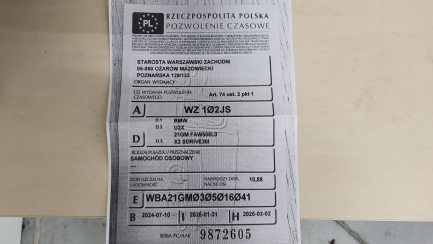 PL
RZECZPOSPOLITA POLSKA
POZWOLENIE CZASOWE
STAROSTA WARSZAWSKI ZACHODNI
05-850 OŻARÓW MAZOWIECKI
POZNAŃSKA 129/133
ORGAN WYDAJĄCY
CEL WYDANIA POZWOLENIA
CZASOWEGO Art. 74 ust. 2 pkt 1
A WZ 1Ø2JS
D.1 BMW
D.2 U2X
D 21GM
D.3 X2 SDRIVE20I
RODZAJ POJAZDU/PRZEZNACZENIE
SAMOCHÓD OSOBOWY
DOPUSZCZALNA ŁADOWNOŚĆ NAJWIĘKSZY DOP. NACISK OSI 10,88
E WBA21GMØ3Ø5Ø16Ø41
B 2024-07-10 I 2025-01-31 H 2025-03-02
SERIA PC/AAK 9872605